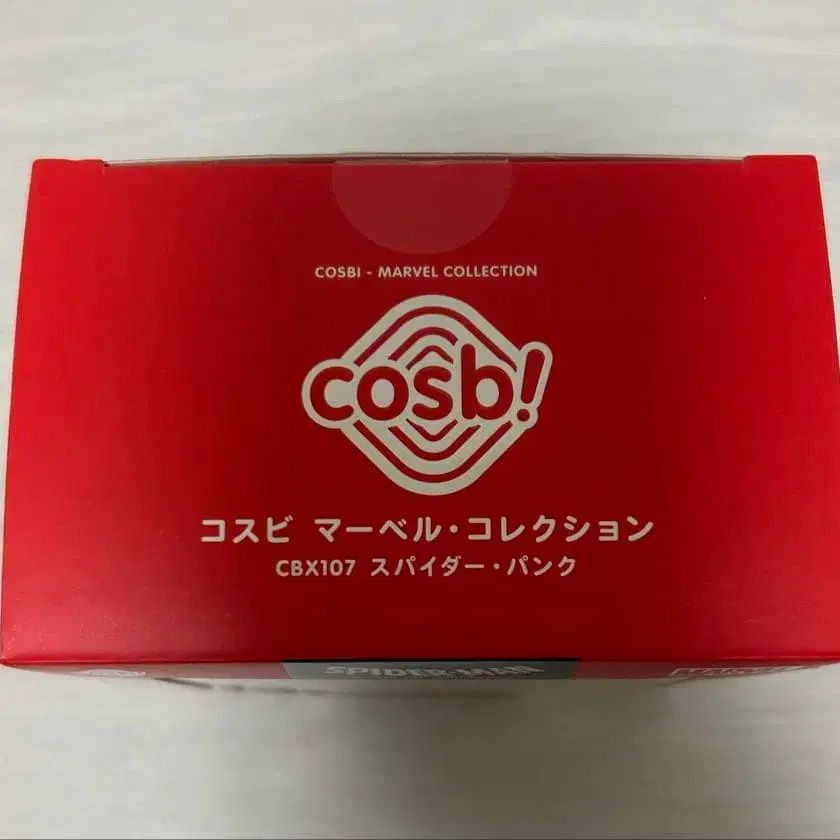 COSBI - MARVEL COLLECTION
cosb!
コスビ マーベル・コレクション
CBX107 スパイダー・パンク
SPIDER-MAN